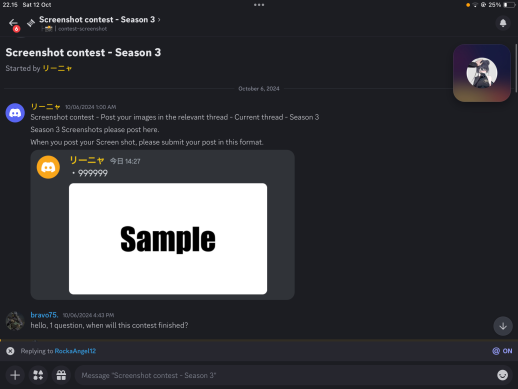 22.15 Sat 12 Oct
25%
Screenshot contest - Season 3
6
contest-screenshot
Screenshot contest - Season 3
Started by リーニャ
October 6, 2024
リーニャ 10/06/2024 1:00 AM
Screenshot contest - Post your images in the relevant thread - Current thread - Season 3
Season 3 Screenshots please post here.
When you post your Screen shot, please submit your post in this format.
リーニャ 今日 14:27
・999999
Sample
bravo75. 10/06/2024 4:43 PM
hello, 1 question, when will this contest finished?
Replying to RockaAngel12
@ ON
Message "Screenshot contest - Season 3"